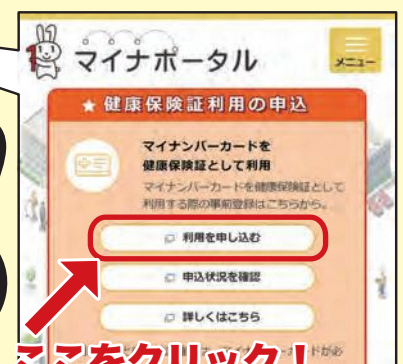 マイナポータル
メニュー
★ 健康保険証利用の申込
マイナンバーカードを
健康保険証として利用
マイナンバーカードを健康保険証として
利用する際の事前登録はこちらから。
利用を申し込む
申込状況を確認
詳しくはこちら
ここをクリック！